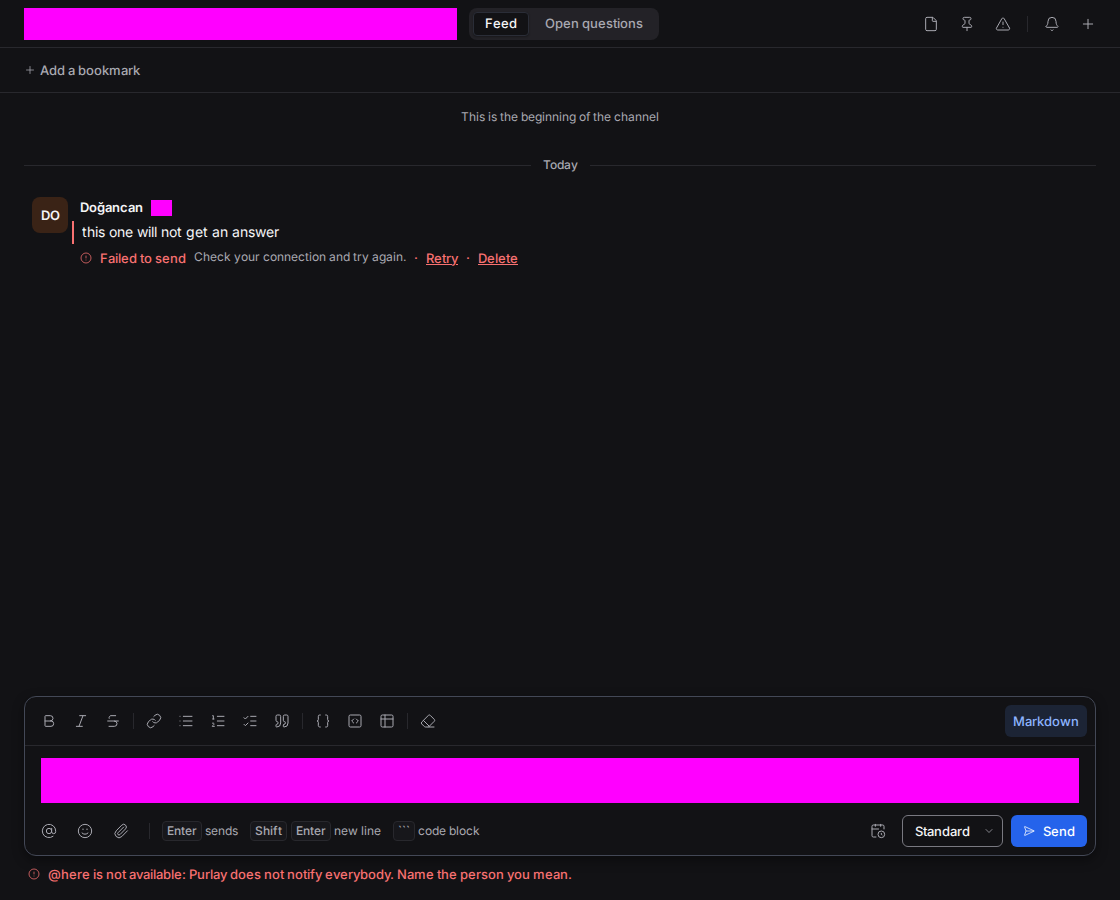 Feed Open questions
Add a bookmark
This is the beginning of the channel
Today
DO Doğancan
this one will not get an answer
Failed to send Check your connection and try again. · Retry · Delete
Markdown
Enter sends Shift Enter new line ``` code block Standard Send
@here is not available: Purlay does not notify everybody. Name the person you mean.